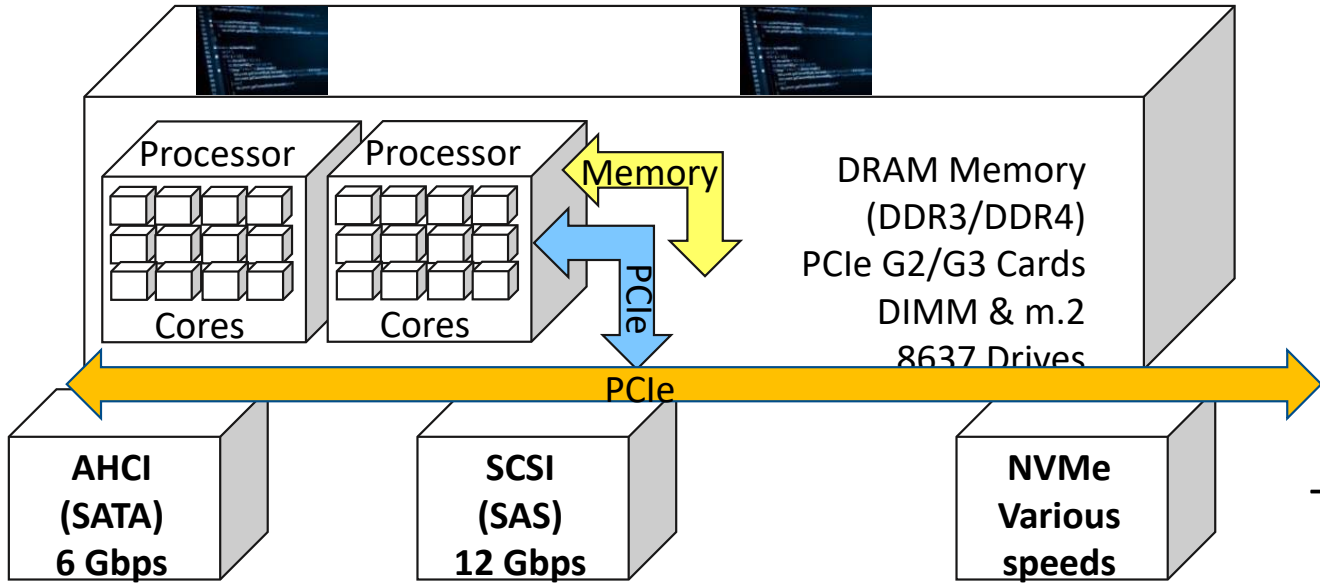 Processor
Cores
Processor
Cores
Memory
PCIe
DRAM Memory
(DDR3/DDR4)
PCIe G2/G3 Cards
DIMM & m.2
8637 Drives
PCIe
AHCI
(SATA)
6 Gbps
SCSI
(SAS)
12 Gbps
NVMe
Various
speeds